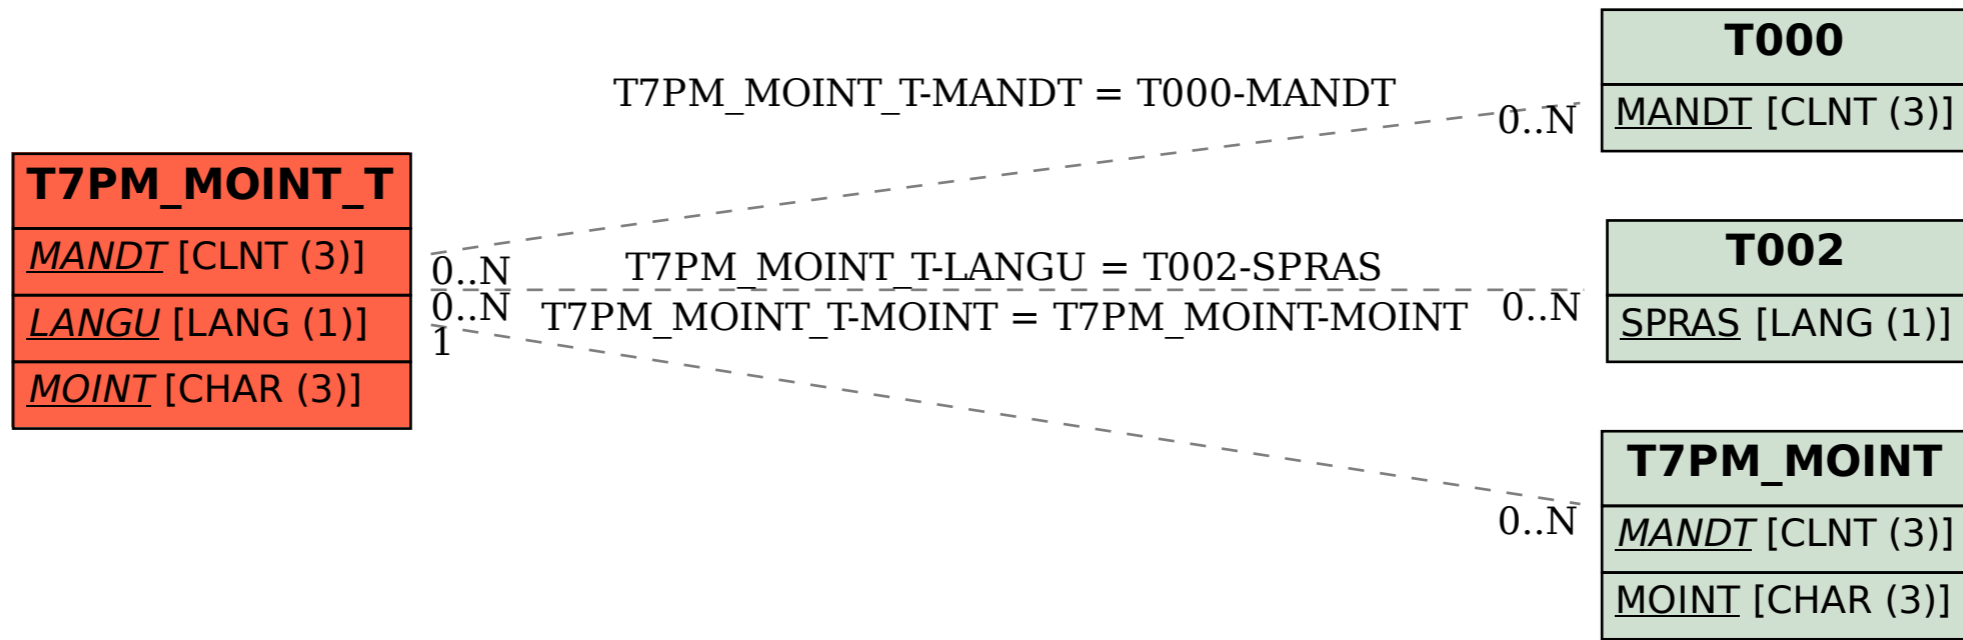 T7PM_MOINT_T
MANDT [CLNT (3)]
LANGU [LANG (1)]
MOINT [CHAR (3)]
T7PM_MOINT_T-MANDT = T000-MANDT
0..N
0..N
T7PM_MOINT_T-LANGU = T002-SPRAS
0..N
0..N
T7PM_MOINT_T-MOINT = T7PM_MOINT-MOINT
1
0..N
T000
MANDT [CLNT (3)]
T002
SPRAS [LANG (1)]
T7PM_MOINT
MANDT [CLNT (3)]
MOINT [CHAR (3)]